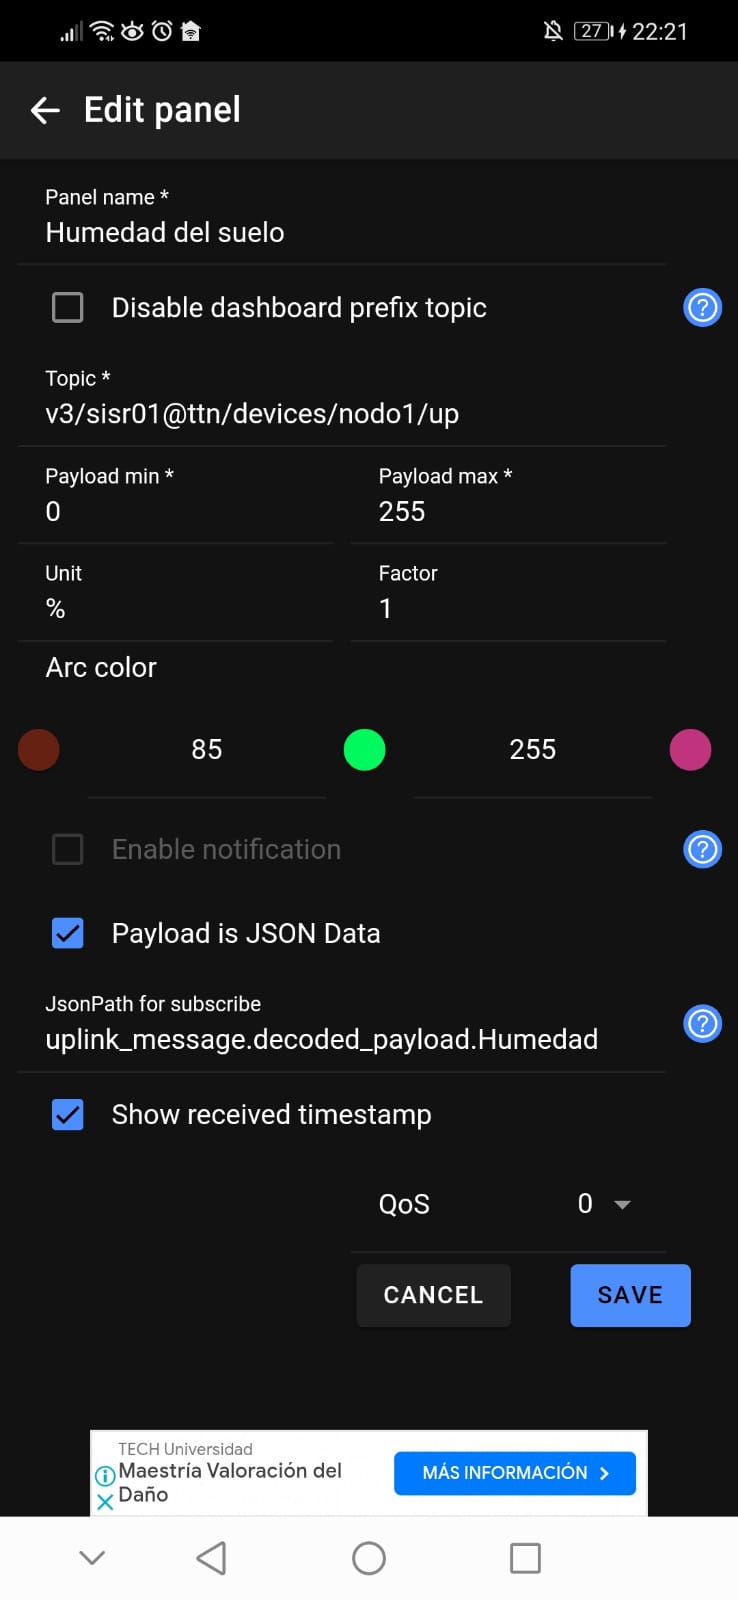 27 22:21
Edit panel
Panel name *
Humedad del suelo
Disable dashboard prefix topic
Topic *
v3/sisr01@ttn/devices/nodo1/up
Payload min * Payload max *
0 255
Unit Factor
% 1
Arc color
85 255
Enable notification
Payload is JSON Data
JsonPath for subscribe
uplink_message.decoded_payload.Humedad
Show received timestamp
QoS 0
CANCEL SAVE
TECH Universidad
Maestría Valoración del
Daño
MÁS INFORMACIÓN